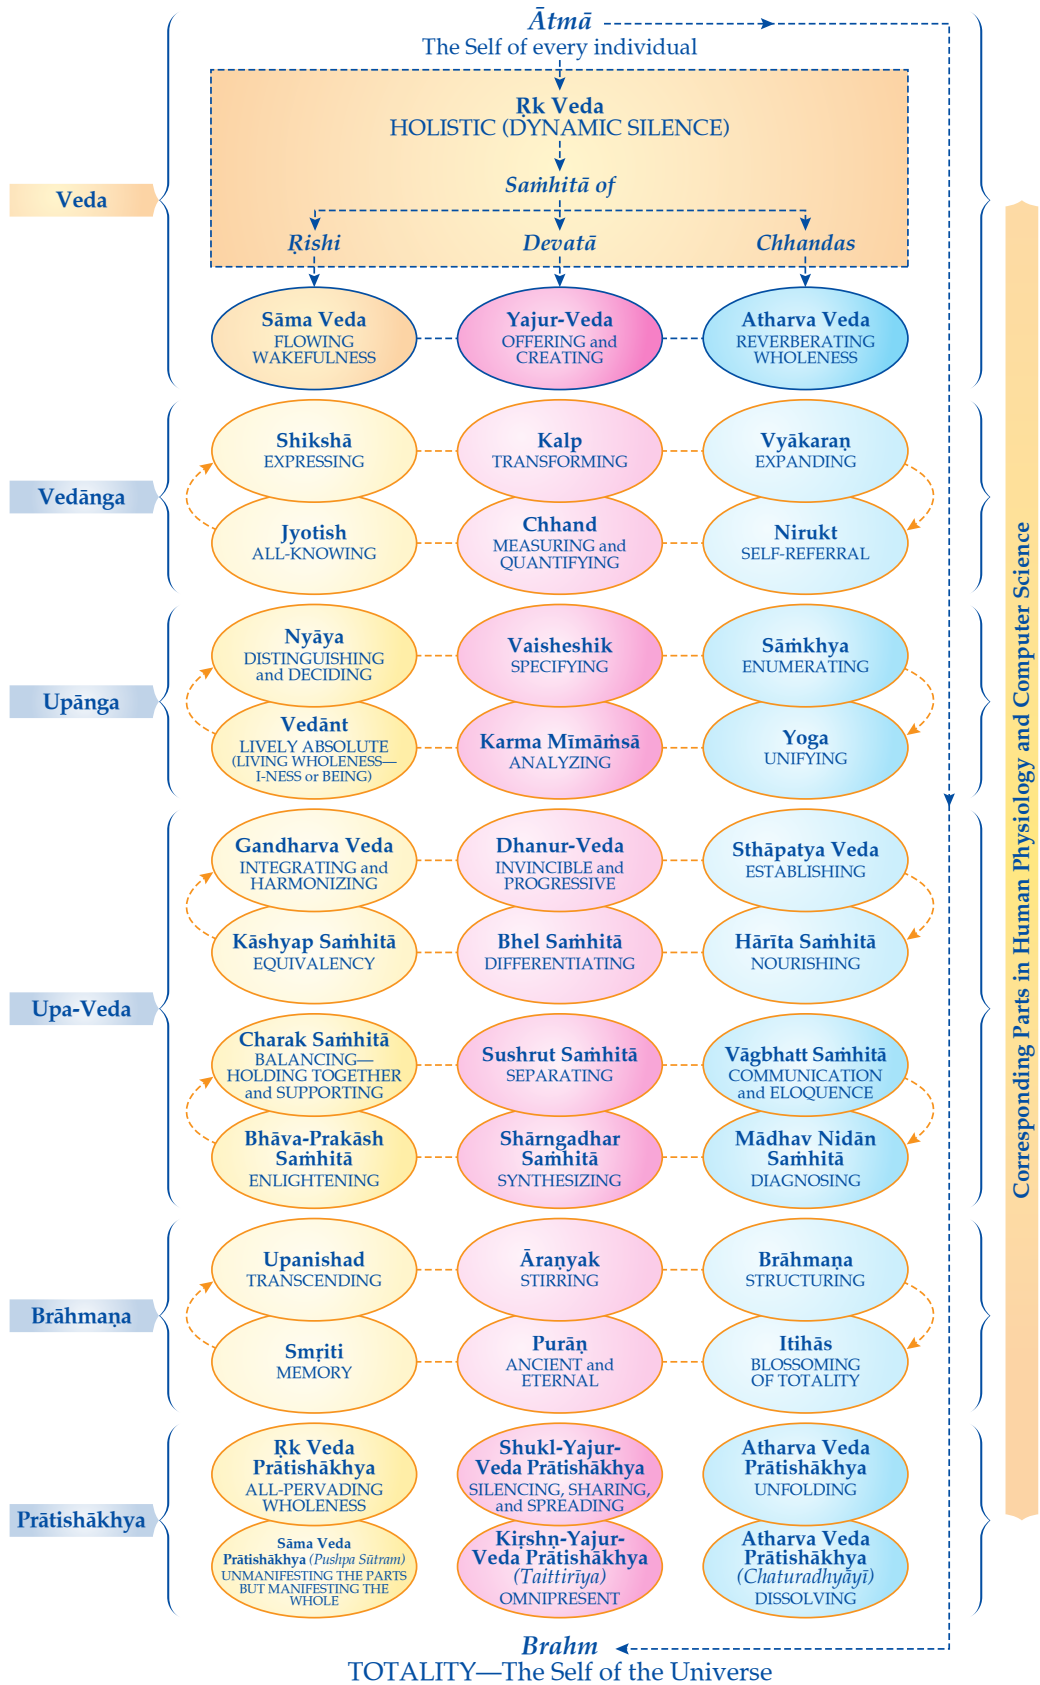 Ātmā
The Self of every individual
Ṛk Veda
HOLISTIC (DYNAMIC SILENCE)
Saṁhitā of
Ṛishi
Devatā
Chhandas
Veda
Sāma Veda
FLOWING
WAKEFULNESS
Yajur-Veda
OFFERING and
CREATING
Atharva Veda
REVERBERATING
WHOLENESS
Vedānga
Shikshā
EXPRESSING
Kalp
TRANSFORMING
Vyākaraṇ
EXPANDING
Jyotish
ALL-KNOWING
Chhand
MEASURING and
QUANTIFYING
Nirukt
SELF-REFERRAL
Upānga
Nyāya
DISTINGUISHING
and DECIDING
Vaisheshik
SPECIFYING
Sāṁkhya
ENUMERATING
Vedānt
LIVELY ABSOLUTE
(LIVING WHOLENESS—
I-NESS or BEING)
Karma Mīmāṁsā
ANALYZING
Yoga
UNIFYING
Upa-Veda
Gandharva Veda
INTEGRATING and
HARMONIZING
Dhanur-Veda
INVINCIBLE and
PROGRESSIVE
Sthāpatya Veda
ESTABLISHING
Kāshyap Saṁhitā
EQUIVALENCY
Bhel Saṁhitā
DIFFERENTIATING
Hārīta Saṁhitā
NOURISHING
Charak Saṁhitā
BALANCING—
HOLDING TOGETHER
and SUPPORTING
Sushrut Saṁhitā
SEPARATING
Vāgbhatt Saṁhitā
COMMUNICATION
and ELOQUENCE
Bhāva-Prakāsh
Saṁhitā
ENLIGHTENING
Shārngadhar
Saṁhitā
SYNTHESIZING
Mādhav Nidān
Saṁhitā
DIAGNOSING
Brāhmaṇa
Upanishad
TRANSCENDING
Āraṇyak
STIRRING
Brāhmaṇa
STRUCTURING
Smṛiti
MEMORY
Purāṇ
ANCIENT and
ETERNAL
Itihās
BLOSSOMING
OF TOTALITY
Prātishākhya
Ṛk Veda
Prātishākhya
ALL-PERVADING
WHOLENESS
Shukl-Yajur-
Veda Prātishākhya
SILENCING, SHARING,
and SPREADING
Atharva Veda
Prātishākhya
UNFOLDING
Sāma Veda
Prātishākhya (Pushpa Sūtram)
UNMANIFESTING THE PARTS
BUT MANIFESTING THE
WHOLE
Kiṛshṇ-Yajur-
Veda Prātishākhya
(Taittirīya)
OMNIPRESENT
Atharva Veda
Prātishākhya
(Chaturadhyāyī)
DISSOLVING
Corresponding Parts in Human Physiology and Computer Science
Brahm
TOTALITY—The Self of the Universe